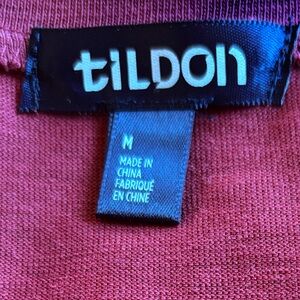 tILDON
M
MADE IN
CHINA
FABRIQUÉ
EN CHINE